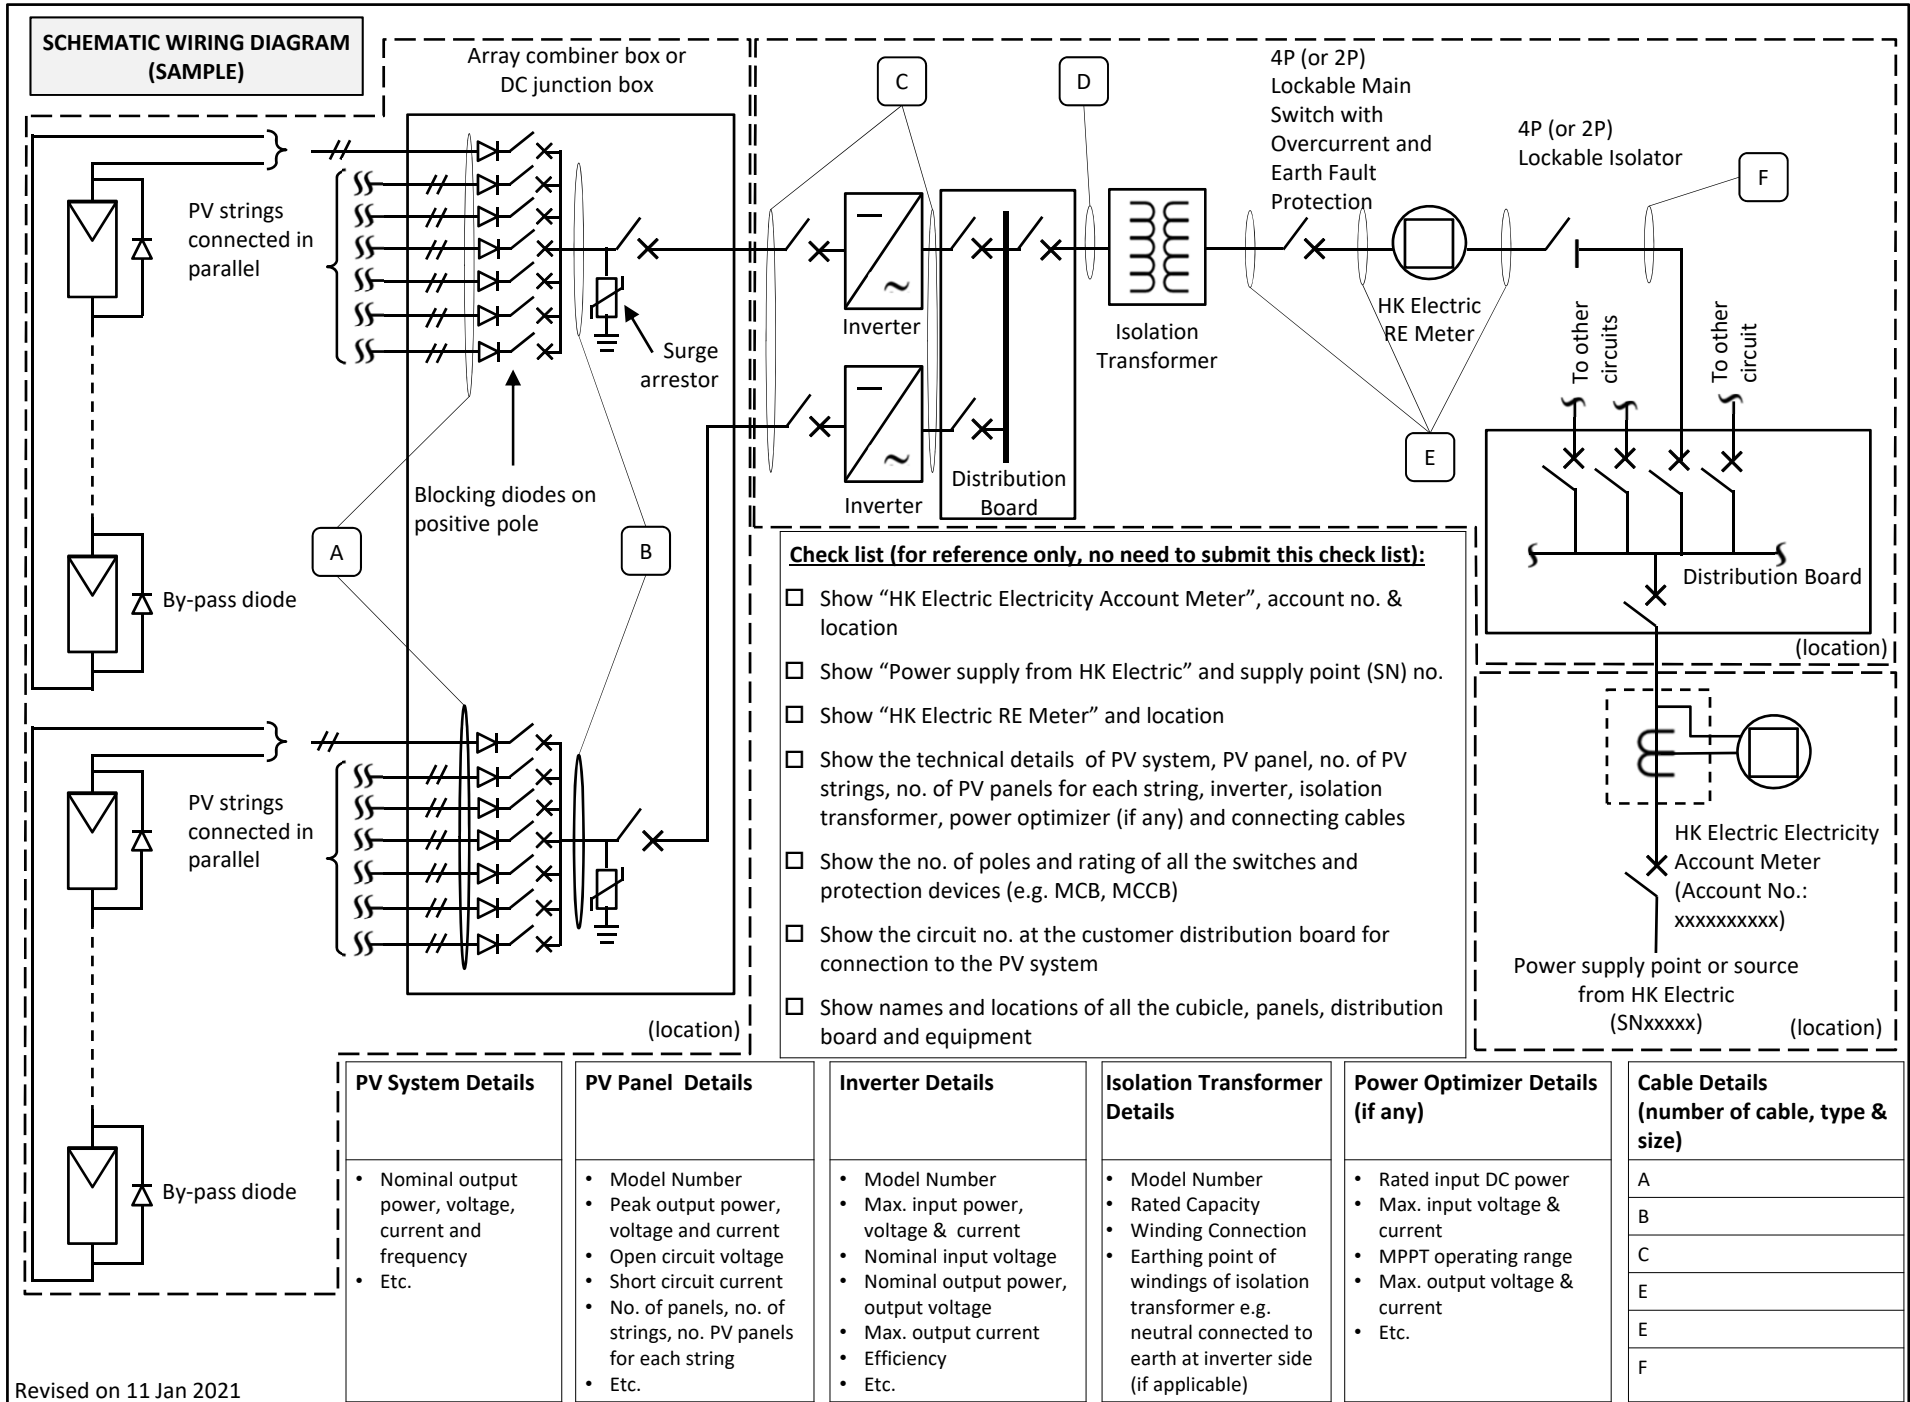 SCHEMATIC WIRING DIAGRAM
(SAMPLE)
Array combiner box or
DC junction box
PV strings
connected in
parallel
Surge
arrestor
Blocking diodes on
positive pole
A
B
By-pass diode
PV strings
connected in
parallel
By-pass diode
(location)
C
D
4P (or 2P)
Lockable Main
Switch with
Overcurrent and
Earth Fault
Protection
4P (or 2P)
Lockable Isolator
F
Inverter
Inverter
Distribution
Board
Isolation
Transformer
HK Electric
RE Meter
E
To other
circuits
To other
circuit
Distribution Board
(location)
HK Electric Electricity
Account Meter
(Account No.:
xxxxxxxxxx)
Power supply point or source
from HK Electric
(SNxxxxx)
(location)
Check list (for reference only, no need to submit this check list):
Show “HK Electric Electricity Account Meter”, account no. &
location
Show “Power supply from HK Electric” and supply point (SN) no.
Show “HK Electric RE Meter” and location
Show the technical details of PV system, PV panel, no. of PV
strings, no. of PV panels for each string, inverter, isolation
transformer, power optimizer (if any) and connecting cables
Show the no. of poles and rating of all the switches and
protection devices (e.g. MCB, MCCB)
Show the circuit no. at the customer distribution board for
connection to the PV system
Show names and locations of all the cubicle, panels, distribution
board and equipment
PV System Details
• Nominal output
power, voltage,
current and
frequency
• Etc.
PV Panel Details
• Model Number
• Peak output power,
voltage and current
• Open circuit voltage
• Short circuit current
• No. of panels, no. of
strings, no. PV panels
for each string
• Etc.
Inverter Details
• Model Number
• Max. input power,
voltage & current
• Nominal input voltage
• Nominal output power,
output voltage
• Max. output current
• Efficiency
• Etc.
Isolation Transformer
Details
• Model Number
• Rated Capacity
• Winding Connection
• Earthing point of
windings of isolation
transformer e.g.
neutral connected to
earth at inverter side
(if applicable)
Power Optimizer Details
(if any)
• Rated input DC power
• Max. input voltage &
current
• MPPT operating range
• Max. output voltage &
current
• Etc.
Cable Details
(number of cable, type &
size)
A
B
C
E
E
F
Revised on 11 Jan 2021